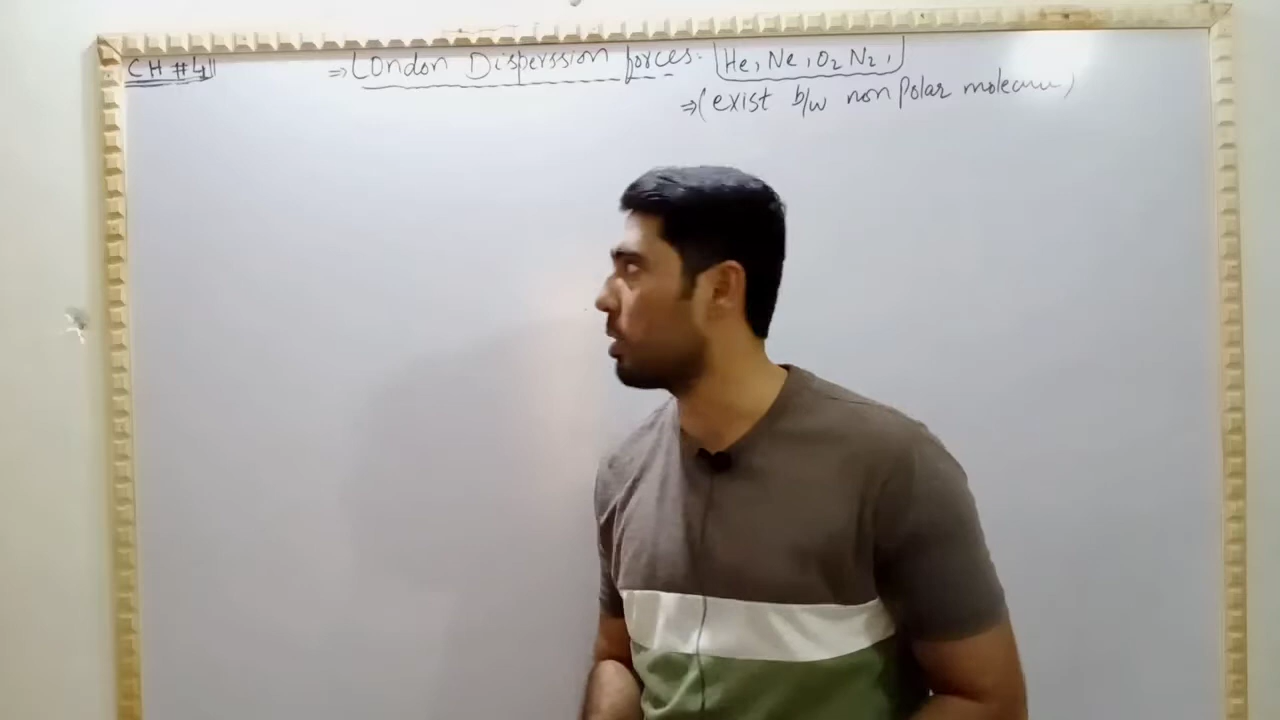 CH #4
⇒ London Disperssion forces. He, Ne, O₂ N₂,
⇒ (exist b/w non polar